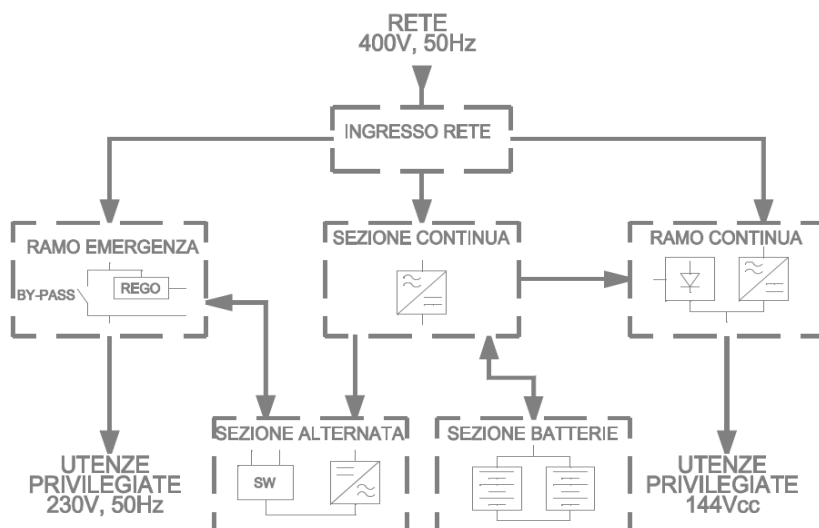 RETE
400V, 50Hz
INGRESSO RETE
RAMO EMERGENZA
BY-PASS
REGO
SEZIONE CONTINUA
RAMO CONTINUA
SEZIONE ALTERNATA
SW
SEZIONE BATTERIE
UTENZE
PRIVILEGIATE
230V, 50Hz
UTENZE
PRIVILEGIATE
144Vcc